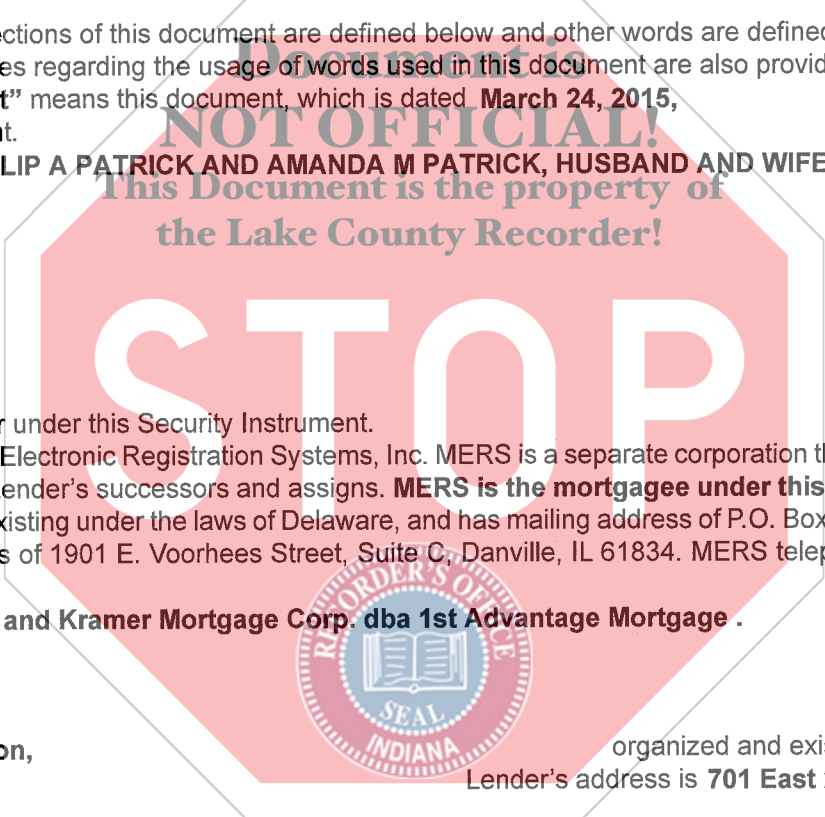 ctions of this document are defined below and other words are defined
Document is
es regarding the usage of words used in this document are also provid
t” means this document, which is dated March 24, 2015,
NOT OFFICIAL!
t.
LIP A PATRICK AND AMANDA M PATRICK, HUSBAND AND WIFE
This Document is the property of
the Lake County Recorder!
STOP
r under this Security Instrument.
Electronic Registration Systems, Inc. MERS is a separate corporation th
ender’s successors and assigns. MERS is the mortgagee under this
xisting under the laws of Delaware, and has mailing address of P.O. Box
s of 1901 E. Voorhees Street, Suite C, Danville, IL 61834. MERS telep
RECORDER'S OFFICE
and Kramer Mortgage Corp. dba 1st Advantage Mortgage .
SEAL
INDIANA
on,
organized and exis
Lender’s address is 701 East